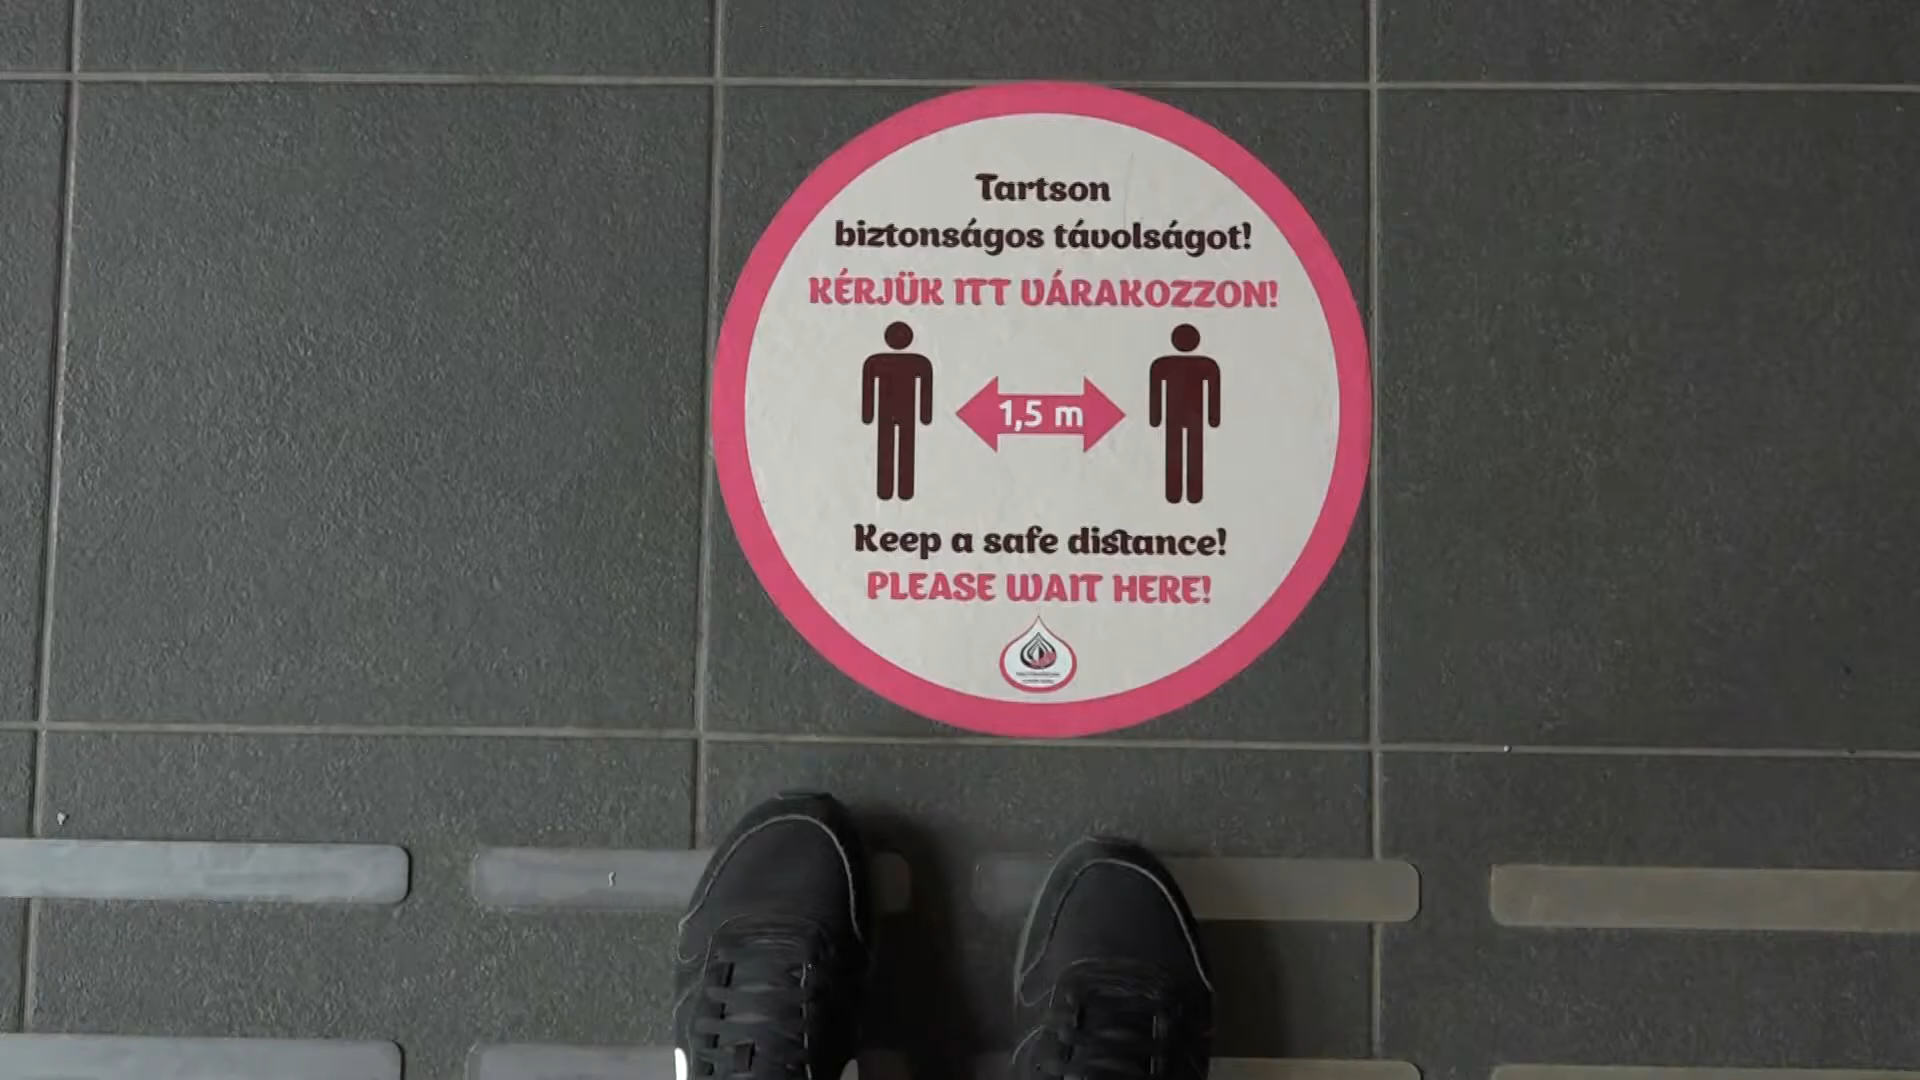 Tartson
biztonságos távolságot!
KÉRJÜK ITT VÁRAKOZZON!
1,5 m
Keep a safe distance!
PLEASE WAIT HERE!